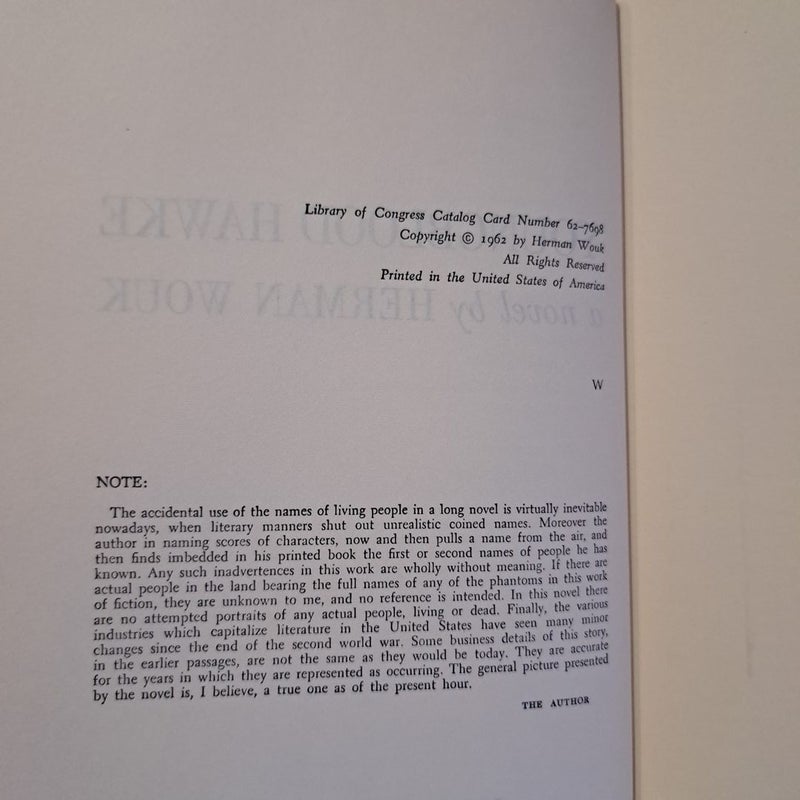 Library of Congress Catalog Card Number 62-7698
Copyright © 1962 by Herman Wouk
All Rights Reserved
Printed in the United States of America
OOD HAWKE
a novel by HERMAN WOUK
W
NOTE:
The accidental use of the names of living people in a long novel is virtually inevitable
nowadays, when literary manners shut out unrealistic coined names. Moreover the
author in naming scores of characters, now and then pulls a name from the air, and
then finds imbedded in his printed book the first or second names of people he has
known. Any such inadvertences in this work are wholly without meaning. If there are
actual people in the land bearing the full names of any of the phantoms in this work
of fiction, they are unknown to me, and no reference is intended. In this novel there
are no attempted portraits of any actual people, living or dead. Finally, the various
industries which capitalize literature in the United States have seen many minor
changes since the end of the second world war. Some business details of this story,
in the earlier passages, are not the same as they would be today. They are accurate
for the years in which they are represented as occurring. The general picture presented
by the novel is, I believe, a true one as of the present hour.
THE AUTHOR